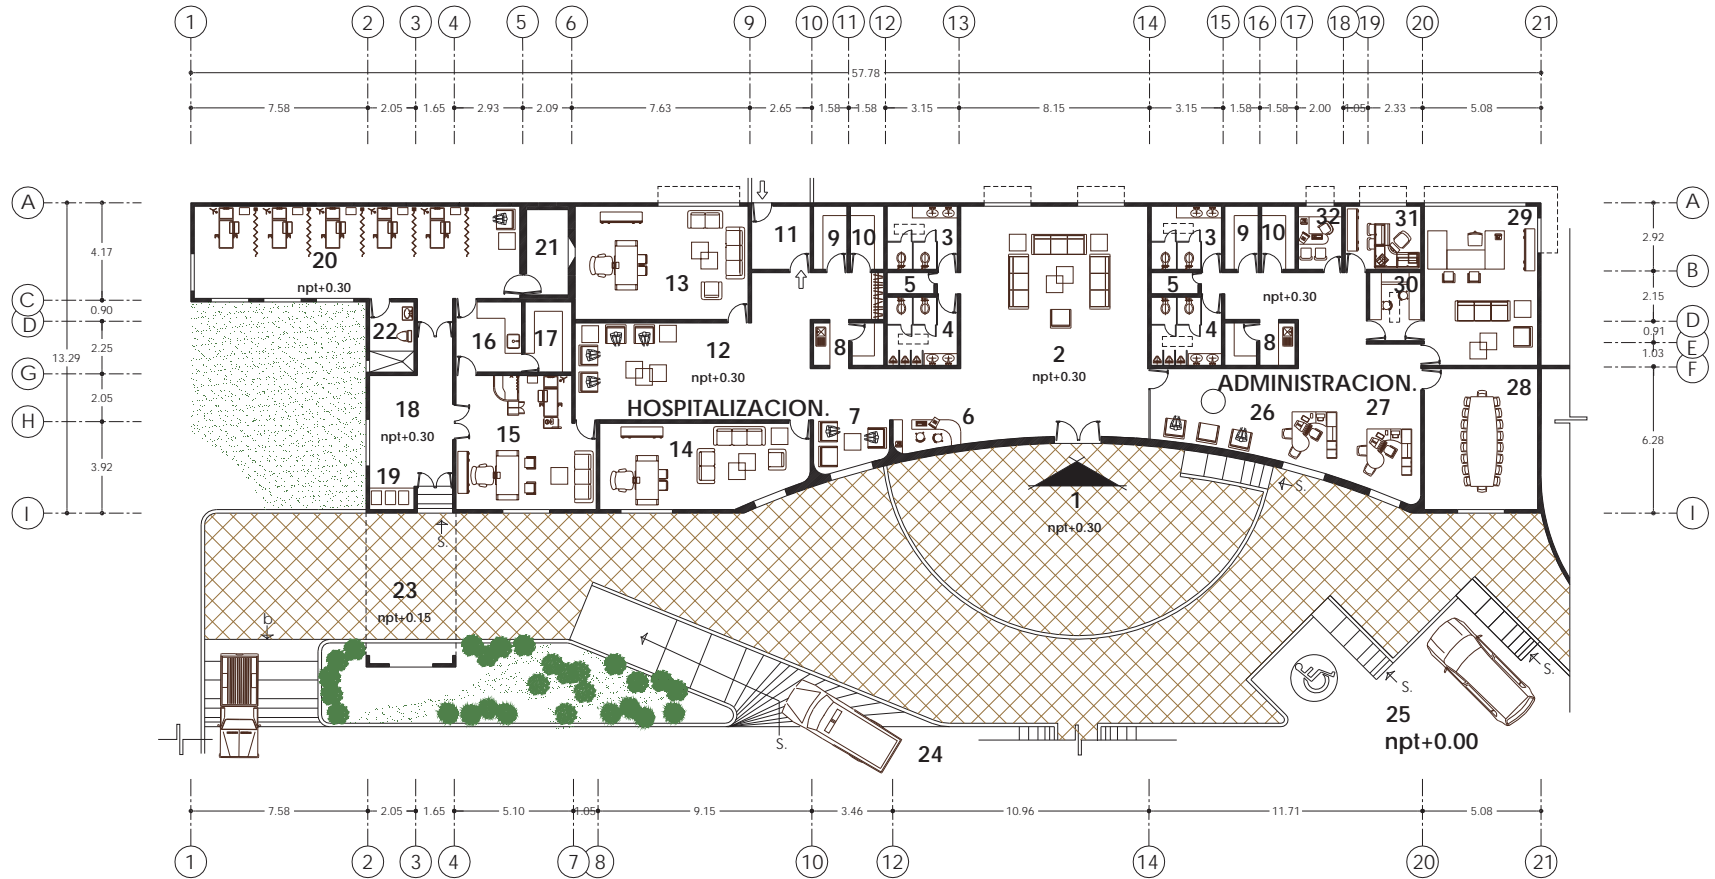 1 2 3 4 5 6 9 10 11 12 13 14 15 16 17 18 19 20 21
57.78
7.58 2.05 1.65 2.93 2.09 7.63 2.65 1.58 1.58 3.15 8.15 3.15 1.58 1.58 2.00 1.05 2.33 5.08
A A
4.17 2.92
B
C
0.90 2.15
D D
13.29 2.25 0.91
E
1.03
G F
2.05
H
3.92 6.28
I I
20
npt+0.30
21
22
16
17
18
npt+0.30
19
15
13
12
npt+0.30
HOSPITALIZACION.
14
11
9
10
8
7
3
5
4
6
2
npt+0.30
3
5
4
9
10
npt+0.30
8
32
31
30
29
28
ADMINISTRACION.
26
27
1
npt+0.30
S.
S.
23
npt+0.15
b
S.
24
S.
S.
25
npt+0.00
7.58 2.05 1.65 5.10 1.05 9.15 3.46 10.96 11.71 5.08
1 2 3 4 7 8 10 12 14 20 21